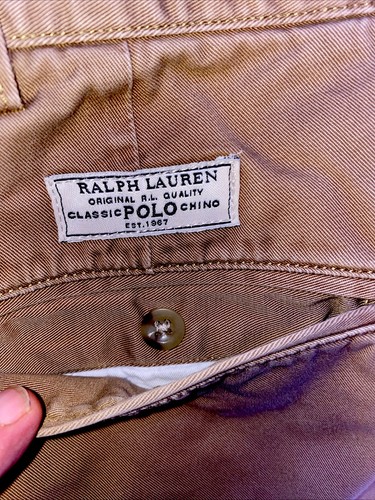 RALPH LAUREN
ORIGINAL R.L. QUALITY
CLASSIC POLO CHINO
EST. 1967